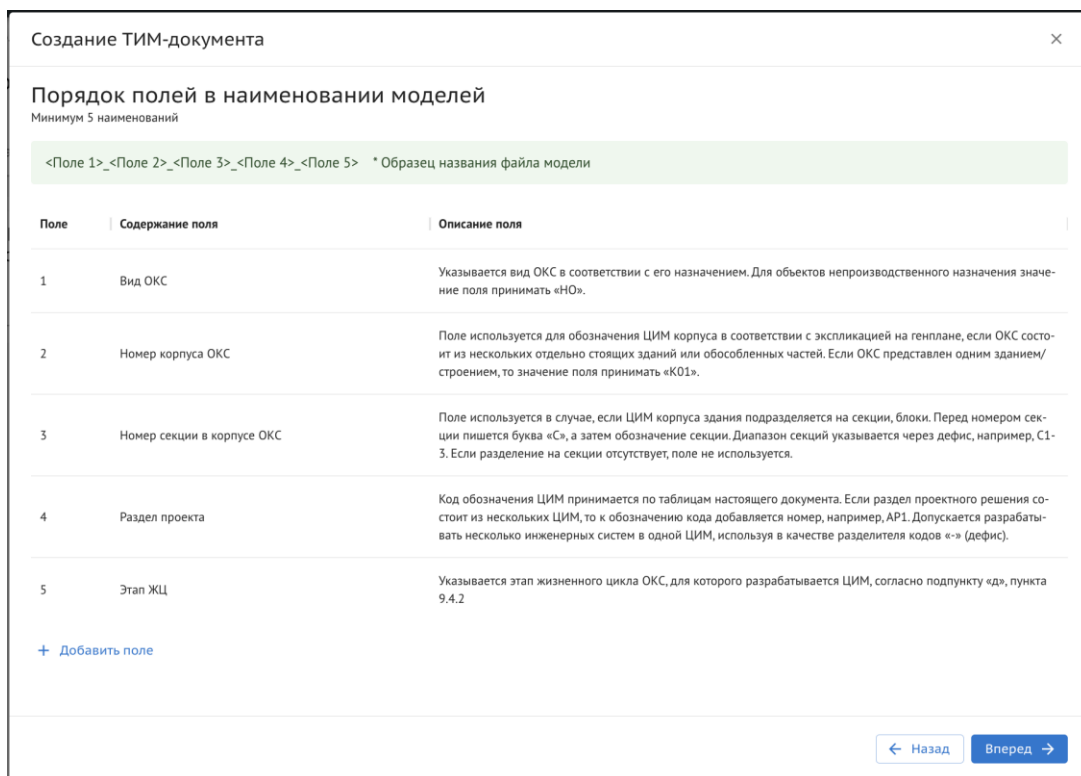 Создание ТИМ-документа
Порядок полей в наименовании моделей
Минимум 5 наименований
<Поле 1>_<Поле 2>_<Поле 3>_<Поле 4>_<Поле 5> * Образец названия файла модели
Поле Содержание поля Описание поля
Указывается вид ОКС в соответствии с его назначением. Для объектов непроизводственного назначения значе-
1 Вид ОКС
ние поля принимать «НО».
Поле используется для обозначения ЦИМ корпуса в соответствии с экспликацией на генплане, если ОКС состо-
2 Номер корпуса ОКС ит из нескольких отдельно стоящих зданий или обособленных частей. Если ОКС представлен одним зданием/
строением, то значение поля принимать «К01».
Поле используется в случае, если ЦИМ корпуса здания подразделяется на секции, блоки. Перед номером сек-
3 Номер секции в корпусе ОКС ции пишется буква «С», а затем обозначение секции. Диапазон секций указывается через дефис, например, С1-
3. Если разделение на секции отсутствует, поле не используется.
Код обозначения ЦИМ принимается по таблицам настоящего документа. Если раздел проектного решения со-
4 Раздел проекта стоит из нескольких ЦИМ, то к обозначению кода добавляется номер, например, АР1. Допускается разрабаты-
вать несколько инженерных систем в одной ЦИМ, используя в качестве разделителя кодов «-» (дефис).
Указывается этап жизненного цикла ОКС, для которого разрабатывается ЦИМ, согласно подпункту «д», пункта
5 Этап ЖЦ
9.4.2
+ Добавить поле
← Назад Вперед →